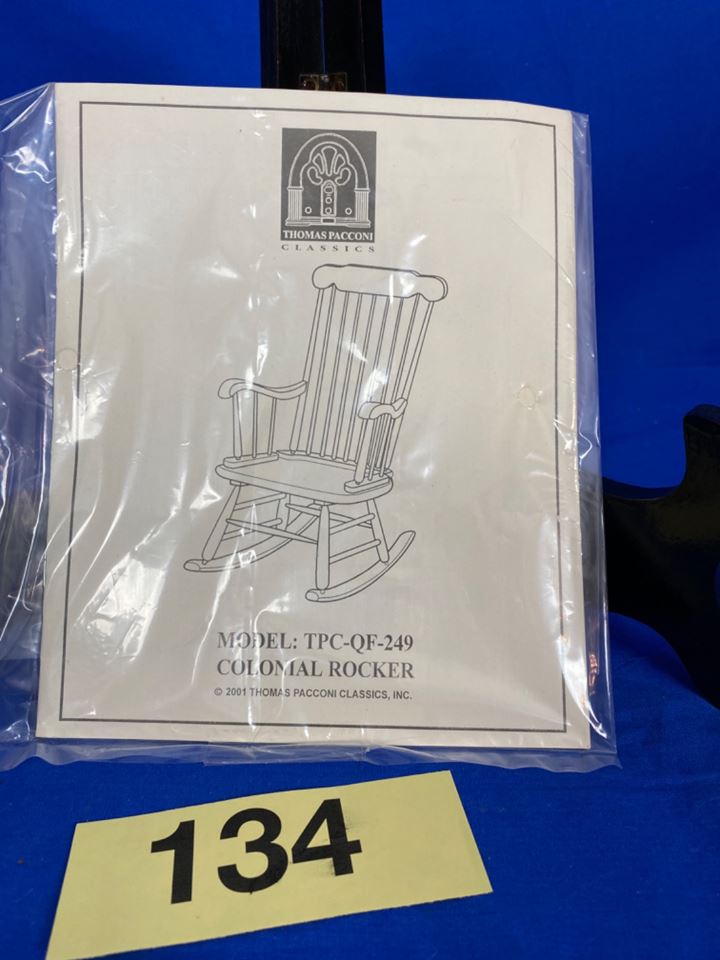 THOMAS PACCONI
CLASSICS
MODEL: TPC-QF-249
COLONIAL ROCKER
© 2001 THOMAS PACCONI CLASSICS, INC.
134